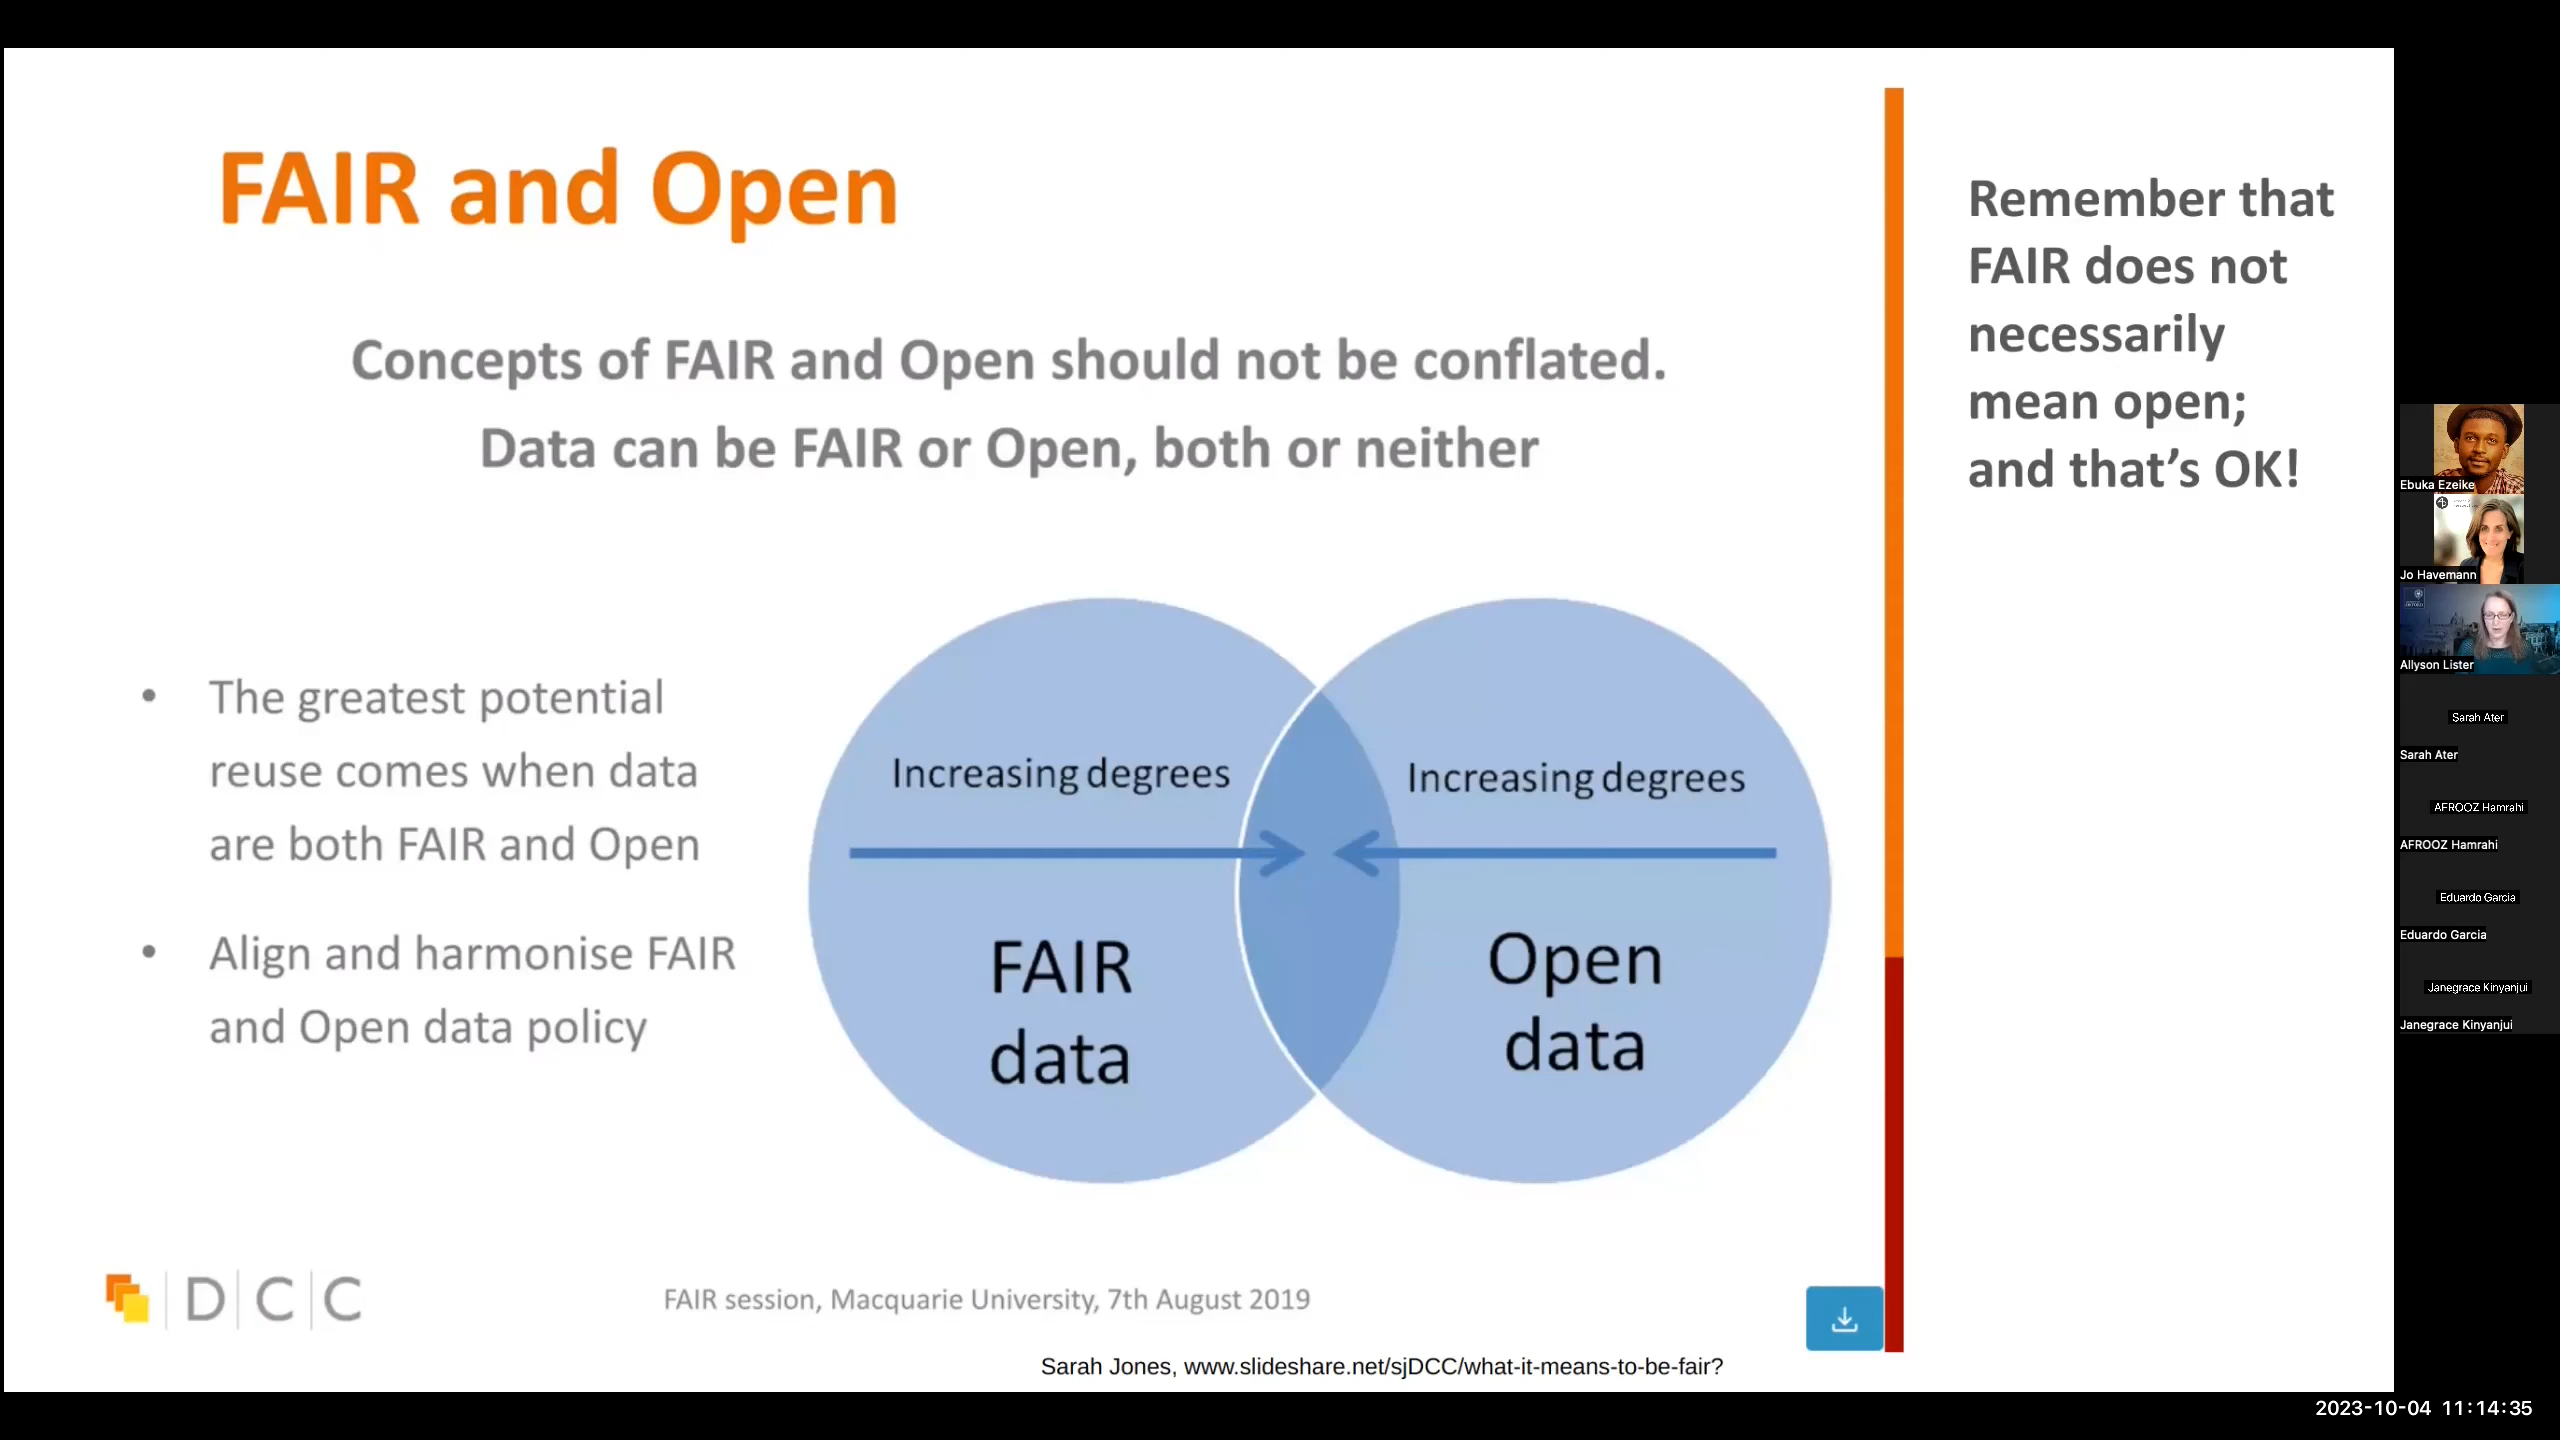 FAIR and Open
Concepts of FAIR and Open should not be conflated.
Data can be FAIR or Open, both or neither
• The greatest potential
reuse comes when data
are both FAIR and Open
• Align and harmonise FAIR
and Open data policy
Increasing degrees
FAIR
data
Increasing degrees
Open
data
D C C
FAIR session, Macquarie University, 7th August 2019
Sarah Jones, www.slideshare.net/sjDCC/what-it-means-to-be-fair?
Remember that
FAIR does not
necessarily
mean open;
and that’s OK!
Ebuka Ezeike
Jo Havemann
Allyson Lister
Sarah Ater
Sarah Ater
AFROOZ Hamrahi
AFROOZ Hamrahi
Eduardo Garcia
Eduardo Garcia
Janegrace Kinyanjui
Janegrace Kinyanjui
2023-10-04 11:14:35